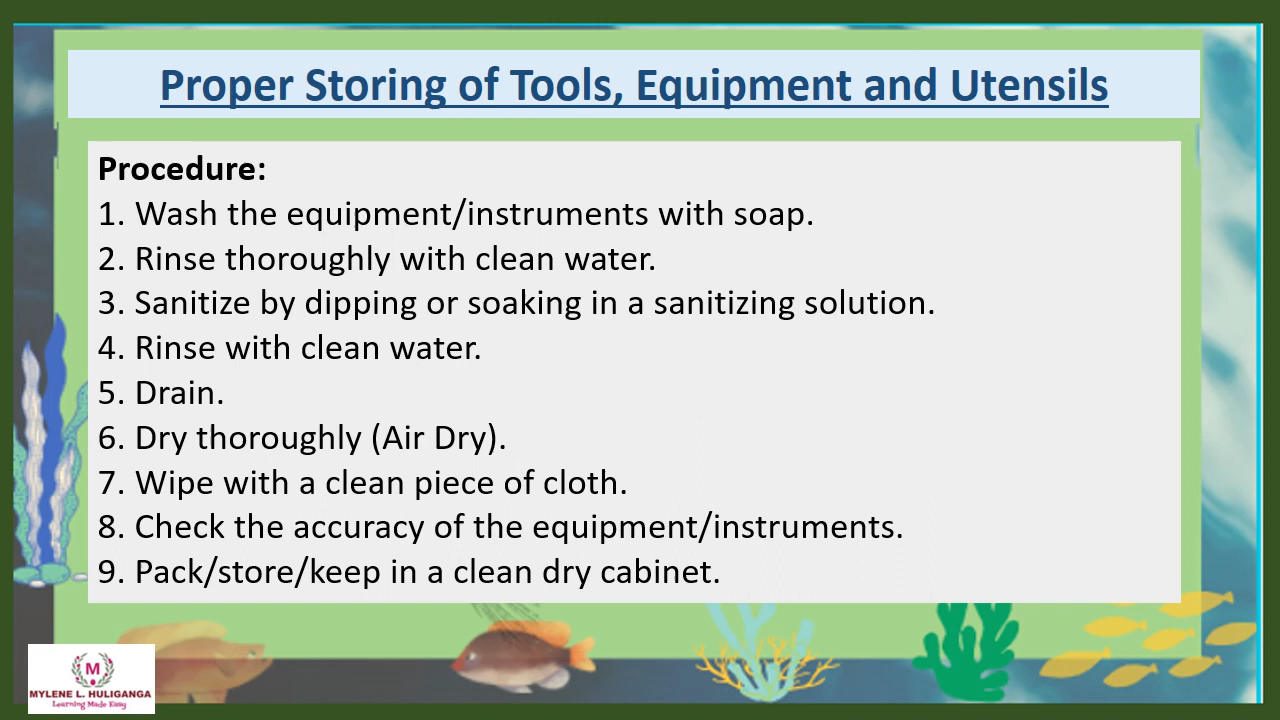 Proper Storing of Tools, Equipment and Utensils
Procedure:
1. Wash the equipment/instruments with soap.
2. Rinse thoroughly with clean water.
3. Sanitize by dipping or soaking in a sanitizing solution.
4. Rinse with clean water.
5. Drain.
6. Dry thoroughly (Air Dry).
7. Wipe with a clean piece of cloth.
8. Check the accuracy of the equipment/instruments.
9. Pack/store/keep in a clean dry cabinet.
M
MYLENE L. HULIGANGA
Learning Made Easy